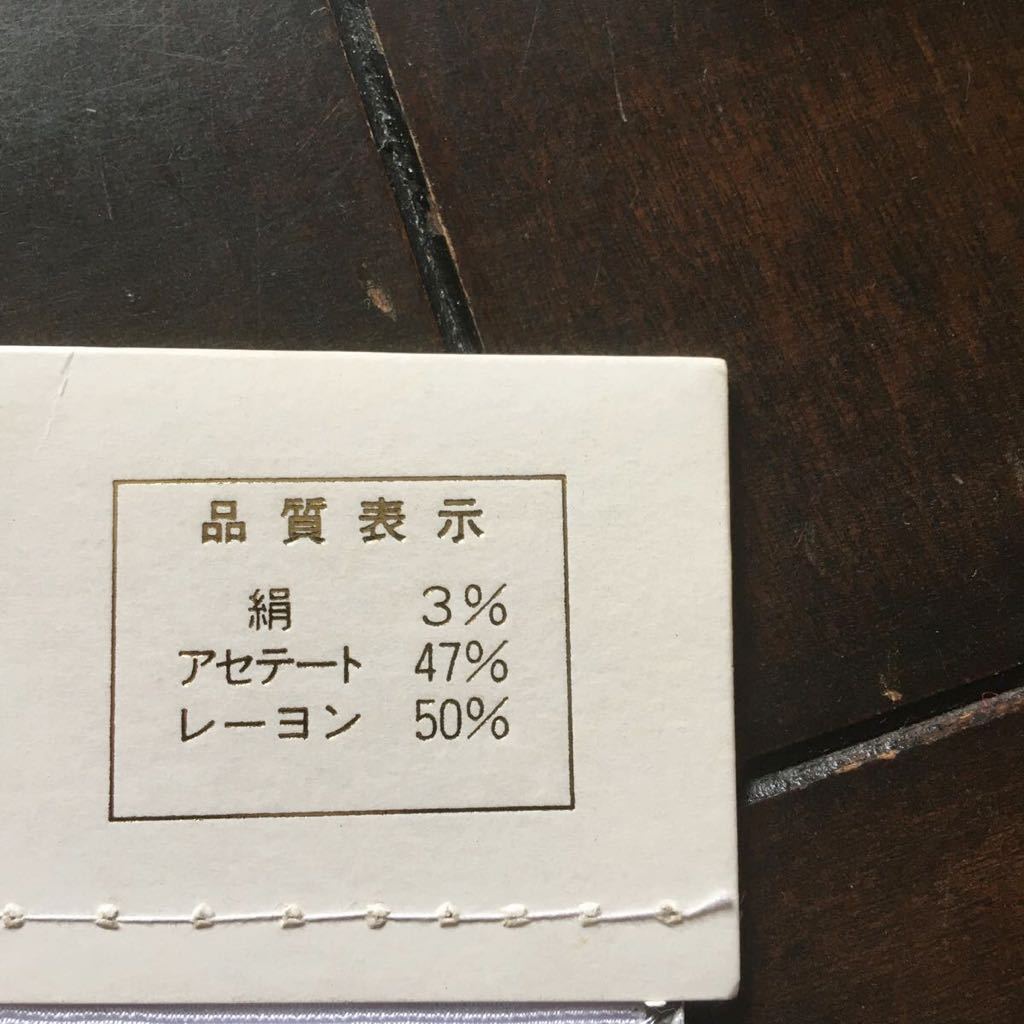 品質表示
絹 3%
アセテート 47%
レーヨン 50%